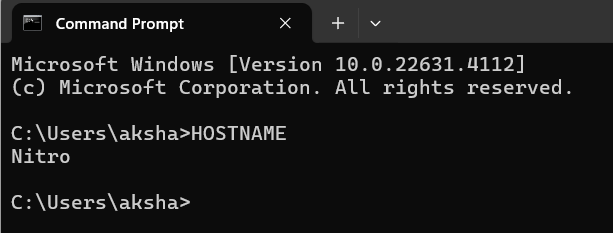 Command Prompt
Microsoft Windows [Version 10.0.22631.4112]
(c) Microsoft Corporation. All rights reserved.
C:\Users\aksha>HOSTNAME
Nitro
C:\Users\aksha>